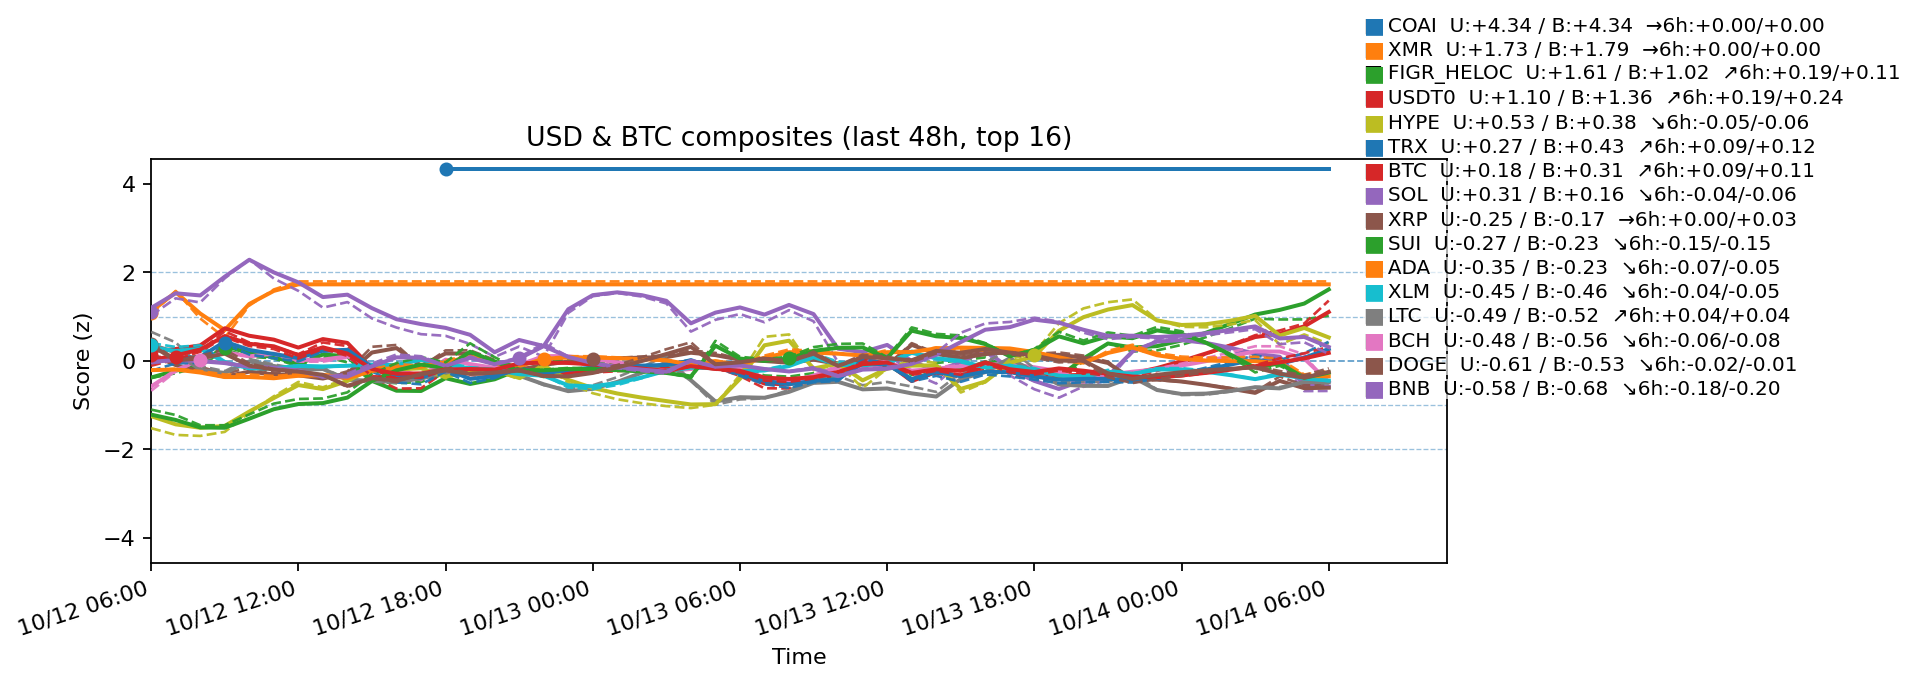 COAI U:+4.34 / B:+4.34 →6h:+0.00/+0.00
XMR U:+1.73 / B:+1.79 →6h:+0.00/+0.00
FIGR_HELOC U:+1.61 / B:+1.02 ↗6h:+0.19/+0.11
USDT0 U:+1.10 / B:+1.36 ↗6h:+0.19/+0.24
HYPE U:+0.53 / B:+0.38 ↘6h:-0.05/-0.06
TRX U:+0.27 / B:+0.43 ↗6h:+0.09/+0.12
BTC U:+0.18 / B:+0.31 ↗6h:+0.09/+0.11
SOL U:+0.31 / B:+0.16 ↘6h:-0.04/-0.06
XRP U:-0.25 / B:-0.17 →6h:+0.00/+0.03
SUI U:-0.27 / B:-0.23 ↘6h:-0.15/-0.15
ADA U:-0.35 / B:-0.23 ↘6h:-0.07/-0.05
XLM U:-0.45 / B:-0.46 ↘6h:-0.04/-0.05
LTC U:-0.49 / B:-0.52 ↗6h:+0.04/+0.04
BCH U:-0.48 / B:-0.56 ↘6h:-0.06/-0.08
DOGE U:-0.61 / B:-0.53 ↘6h:-0.02/-0.01
BNB U:-0.58 / B:-0.68 ↘6h:-0.18/-0.20
USD & BTC composites (last 48h, top 16)
Score (z)
4
2
0
−2
−4
10/12 06:00
10/12 12:00
10/12 18:00
10/13 00:00
10/13 06:00
10/13 12:00
10/13 18:00
10/14 00:00
10/14 06:00
Time